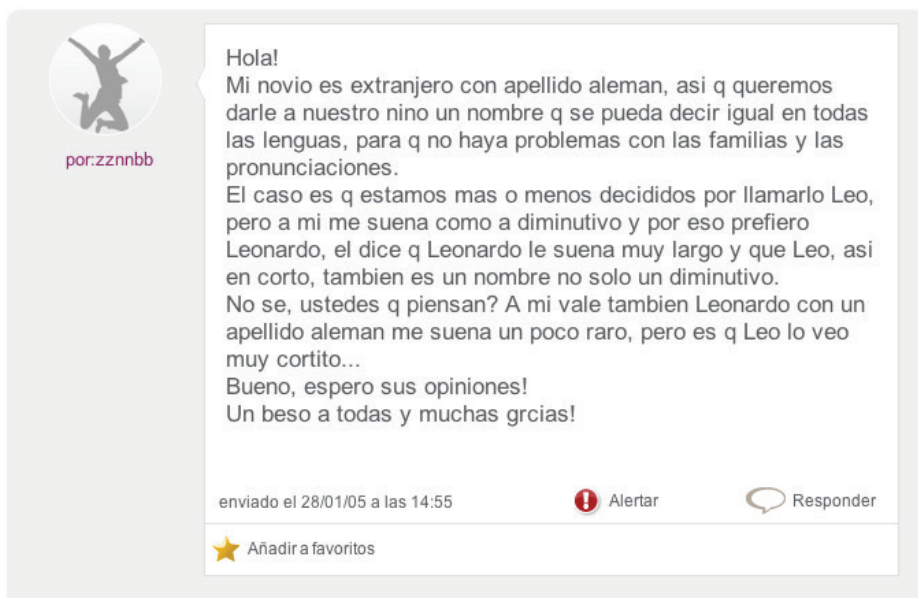 Hola!
Mi novio es extranjero con apellido aleman, asi q queremos
darle a nuestro nino un nombre q se pueda decir igual en todas
las lenguas, para q no haya problemas con las familias y las
pronunciaciones.
por:zznnbb
El caso es q estamos mas o menos decididos por llamarlo Leo,
pero a mi me suena como a diminutivo y por eso prefiero
Leonardo, el dice q Leonardo le suena muy largo y que Leo, asi
en corto, tambien es un nombre no solo un diminutivo.
No se, ustedes q piensan? A mi vale tambien Leonardo con un
apellido aleman me suena un poco raro, pero es q Leo lo veo
muy cortito...
Bueno, espero sus opiniones!
Un beso a todas y muchas grcias!
enviado el 28/01/05 a las 14:55 Alertar Responder
Añadir a favoritos